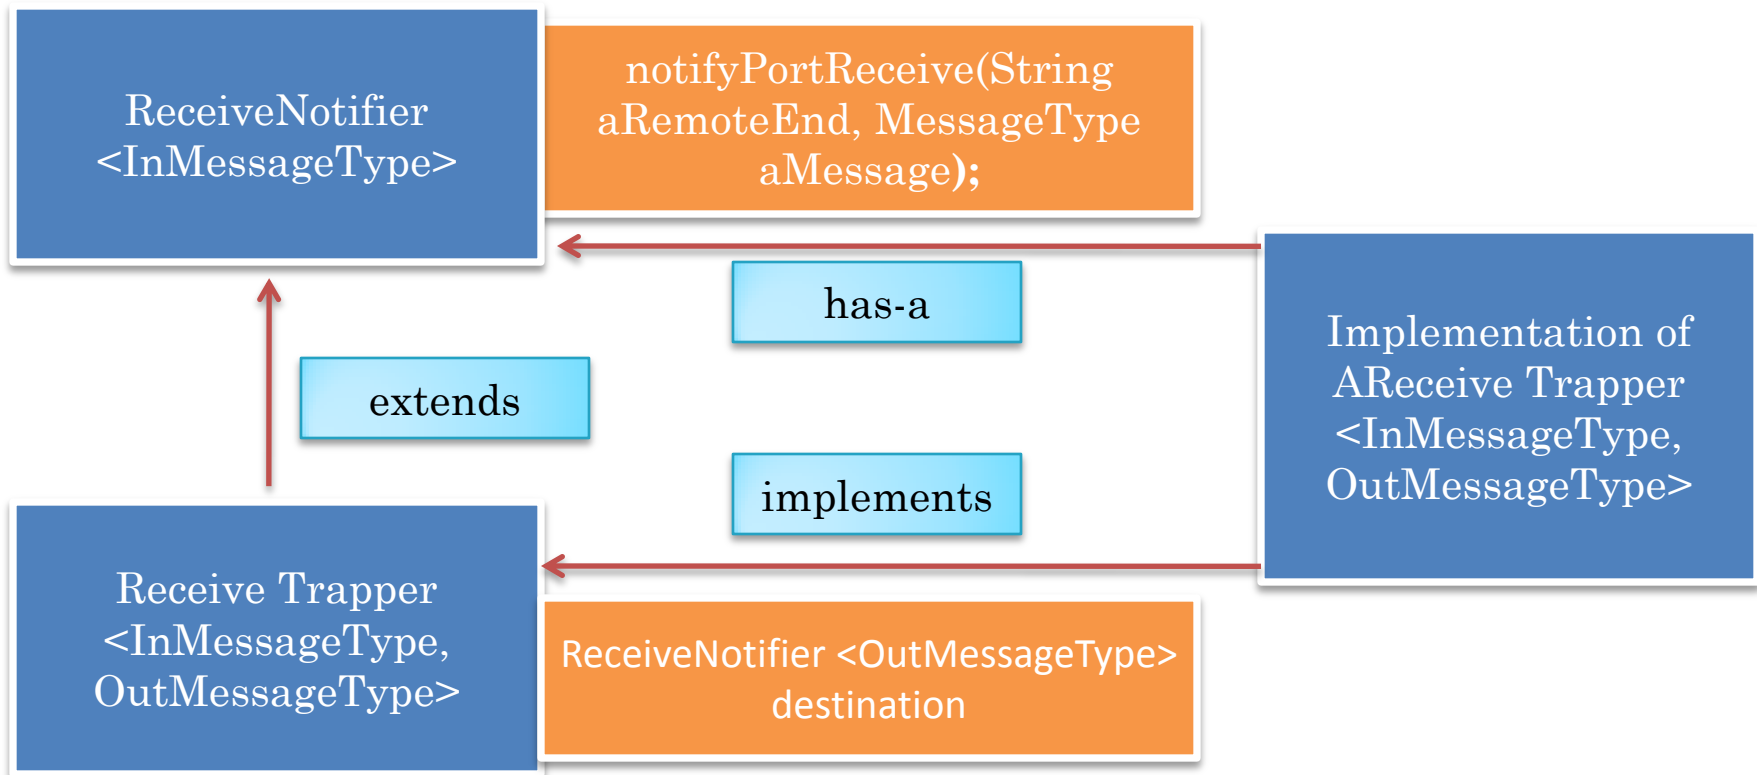 ReceiveNotifier
<InMessageType>
notifyPortReceive(String
aRemoteEnd, MessageType
aMessage);
has-a
extends
Implementation of
AReceive Trapper
<InMessageType,
OutMessageType>
implements
Receive Trapper
<InMessageType,
OutMessageType>
ReceiveNotifier <OutMessageType>
destination